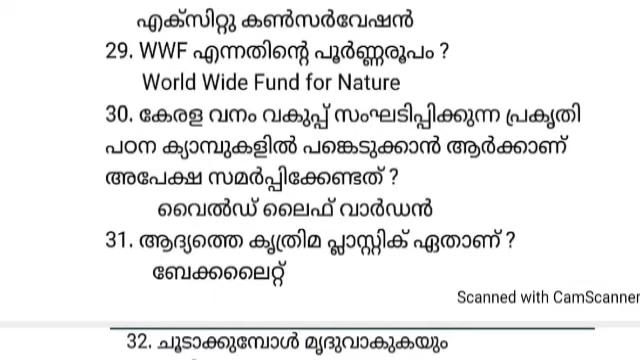 എക്സിറ്റു കൺസർവേഷൻ
29. WWF എന്നതിന്റെ പൂർണ്ണരൂപം ?
World Wide Fund for Nature
30. കേരള വനം വകുപ്പ് സംഘടിപ്പിക്കുന്ന പ്രകൃതി
പഠന ക്യാമ്പുകളിൽ പങ്കെടുക്കാൻ ആർക്കാണ്
അപേക്ഷ സമർപ്പിക്കേണ്ടത് ?
വൈൽഡ് ലൈഫ് വാർഡൻ
31. ആദ്യത്തെ കൃത്രിമ പ്ലാസ്റ്റിക് ഏതാണ് ?
ബേക്കലൈറ്റ്
Scanned with CamScanner
32. ചൂടാക്കുമ്പോൾ മൃദുവാകുകയും